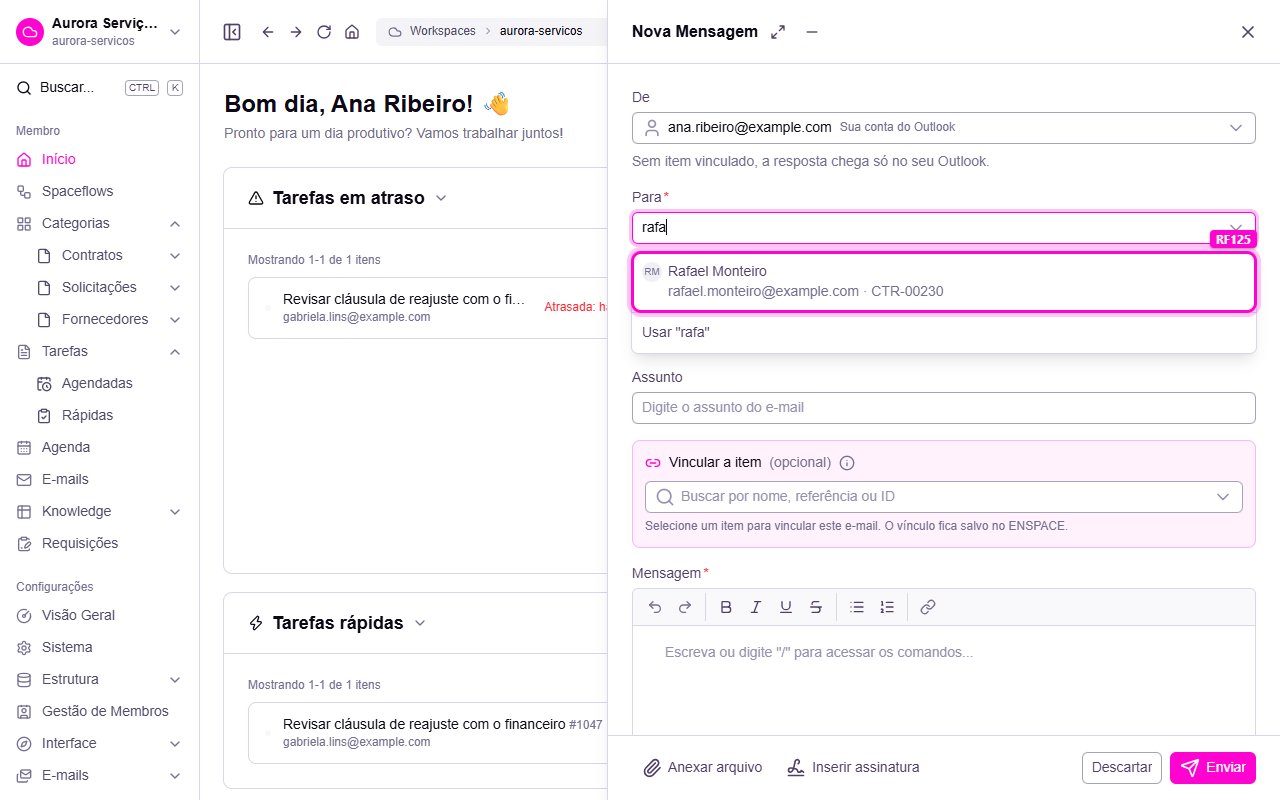 Aurora Serviç...
aurora-servicos
Buscar...
CTRL K
Membro
Início
Spaceflows
Categorias
Contratos
Solicitações
Fornecedores
Tarefas
Agendadas
Rápidas
Agenda
E-mails
Knowledge
Requisições
Configurações
Visão Geral
Sistema
Estrutura
Gestão de Membros
Interface
E-mails
Workspaces > aurora-servicos
Bom dia, Ana Ribeiro! 👋
Pronto para um dia produtivo? Vamos trabalhar juntos!
Tarefas em atraso
Mostrando 1-1 de 1 itens
Revisar cláusula de reajuste com o fi...
Atrasada: há
gabriela.lins@example.com
Tarefas rápidas
Mostrando 1-1 de 1 itens
Revisar cláusula de reajuste com o financeiro #1047
gabriela.lins@example.com
Nova Mensagem
De
ana.ribeiro@example.com Sua conta do Outlook
Sem item vinculado, a resposta chega só no seu Outlook.
Para*
rafa
RF125
RM Rafael Monteiro
rafael.monteiro@example.com · CTR-00230
Usar "rafa"
Assunto
Digite o assunto do e-mail
Vincular a item (opcional)
Buscar por nome, referência ou ID
Selecione um item para vincular este e-mail. O vínculo fica salvo no ENSPACE.
Mensagem*
Escreva ou digite "/" para acessar os comandos...
Anexar arquivo
Inserir assinatura
Descartar
Enviar